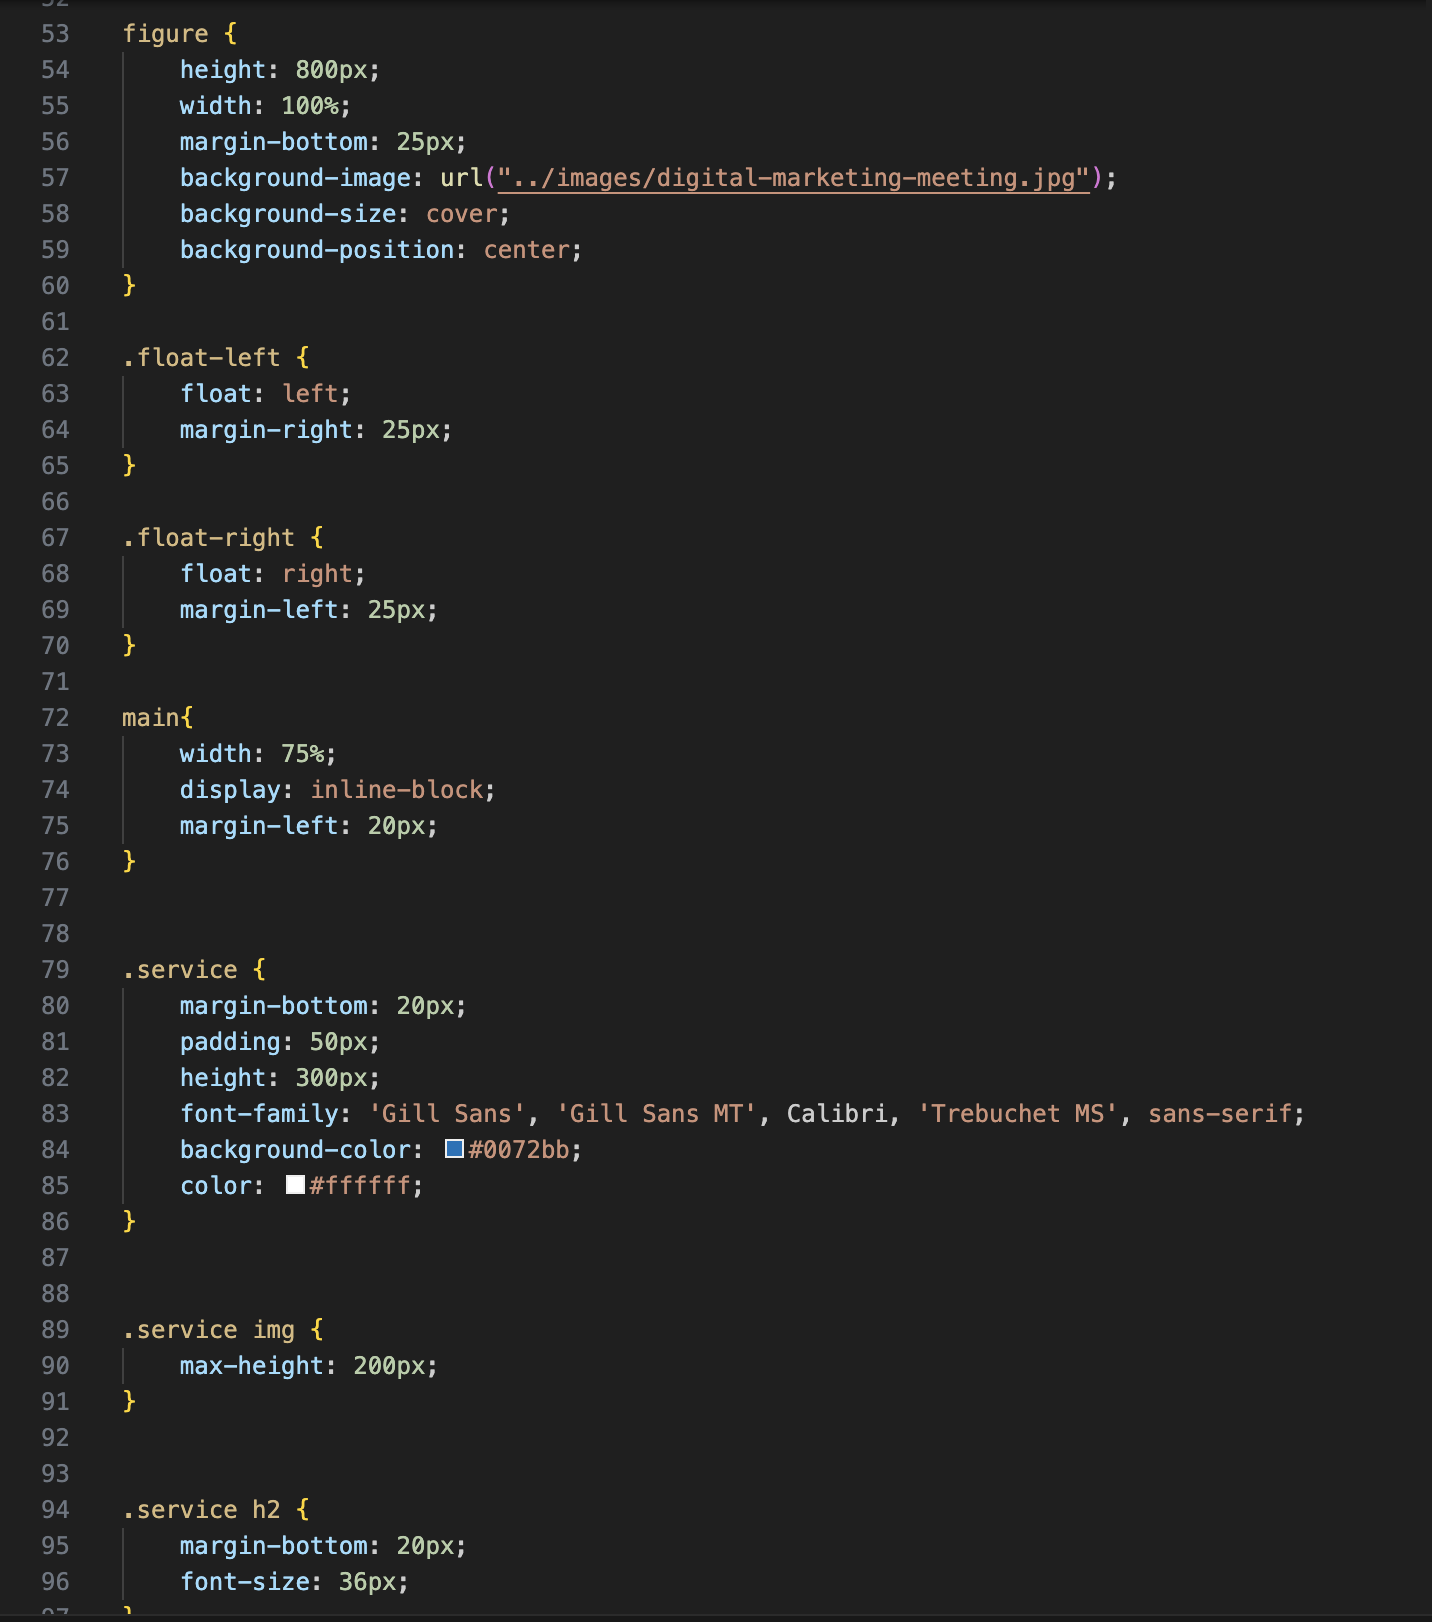 53 figure {
54     height: 800px;
55     width: 100%;
56     margin-bottom: 25px;
57     background-image: url("../images/digital-marketing-meeting.jpg");
58     background-size: cover;
59     background-position: center;
60 }
61
62 .float-left {
63     float: left;
64     margin-right: 25px;
65 }
66
67 .float-right {
68     float: right;
69     margin-left: 25px;
70 }
71
72 main{
73     width: 75%;
74     display: inline-block;
75     margin-left: 20px;
76 }
77
78
79 .service {
80     margin-bottom: 20px;
81     padding: 50px;
82     height: 300px;
83     font-family: 'Gill Sans', 'Gill Sans MT', Calibri, 'Trebuchet MS', sans-serif;
84     background-color: #0072bb;
85     color: #ffffff;
86 }
87
88
89 .service img {
90     max-height: 200px;
91 }
92
93
94 .service h2 {
95     margin-bottom: 20px;
96     font-size: 36px;
97 }